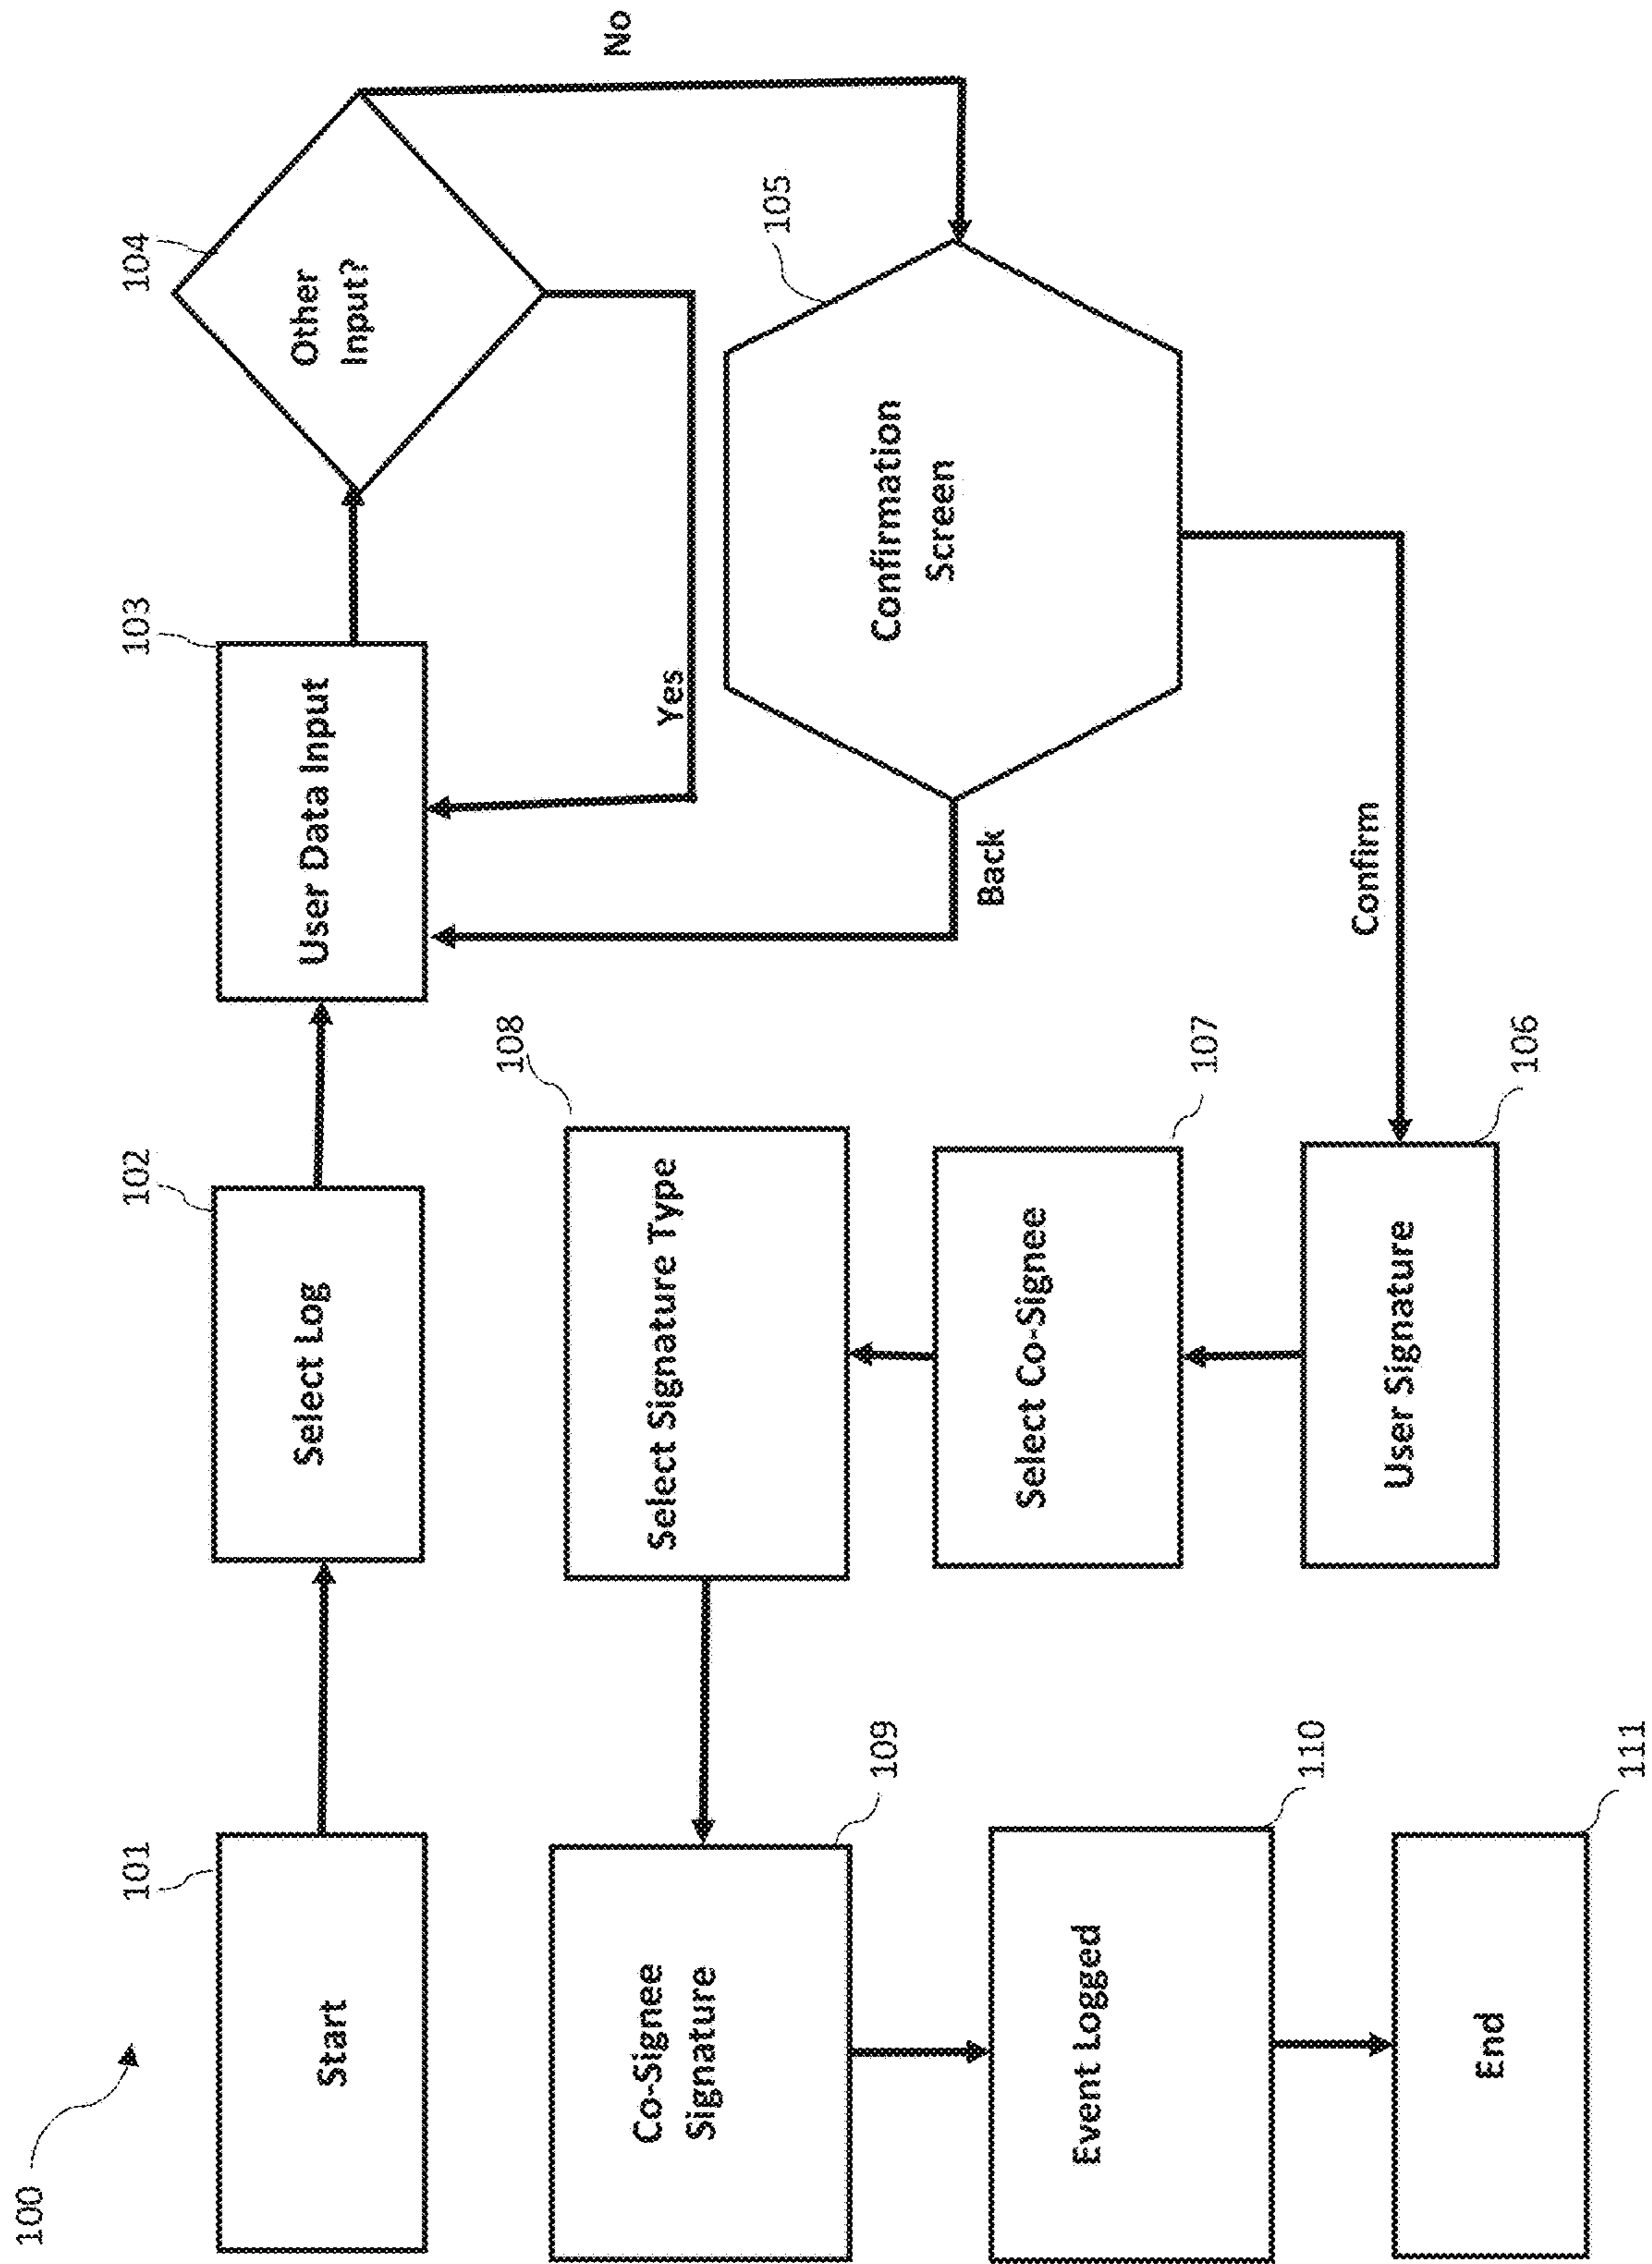 100
101
Start
102
Select Log
103
User Data Input
104
Other
Input?
Yes
No
105
Confirmation
Screen
Back
Confirm
106
User Signature
107
Select Co-Signee
108
Select Signature Type
109
Co-Signee
Signature
110
Event Logged
111
End